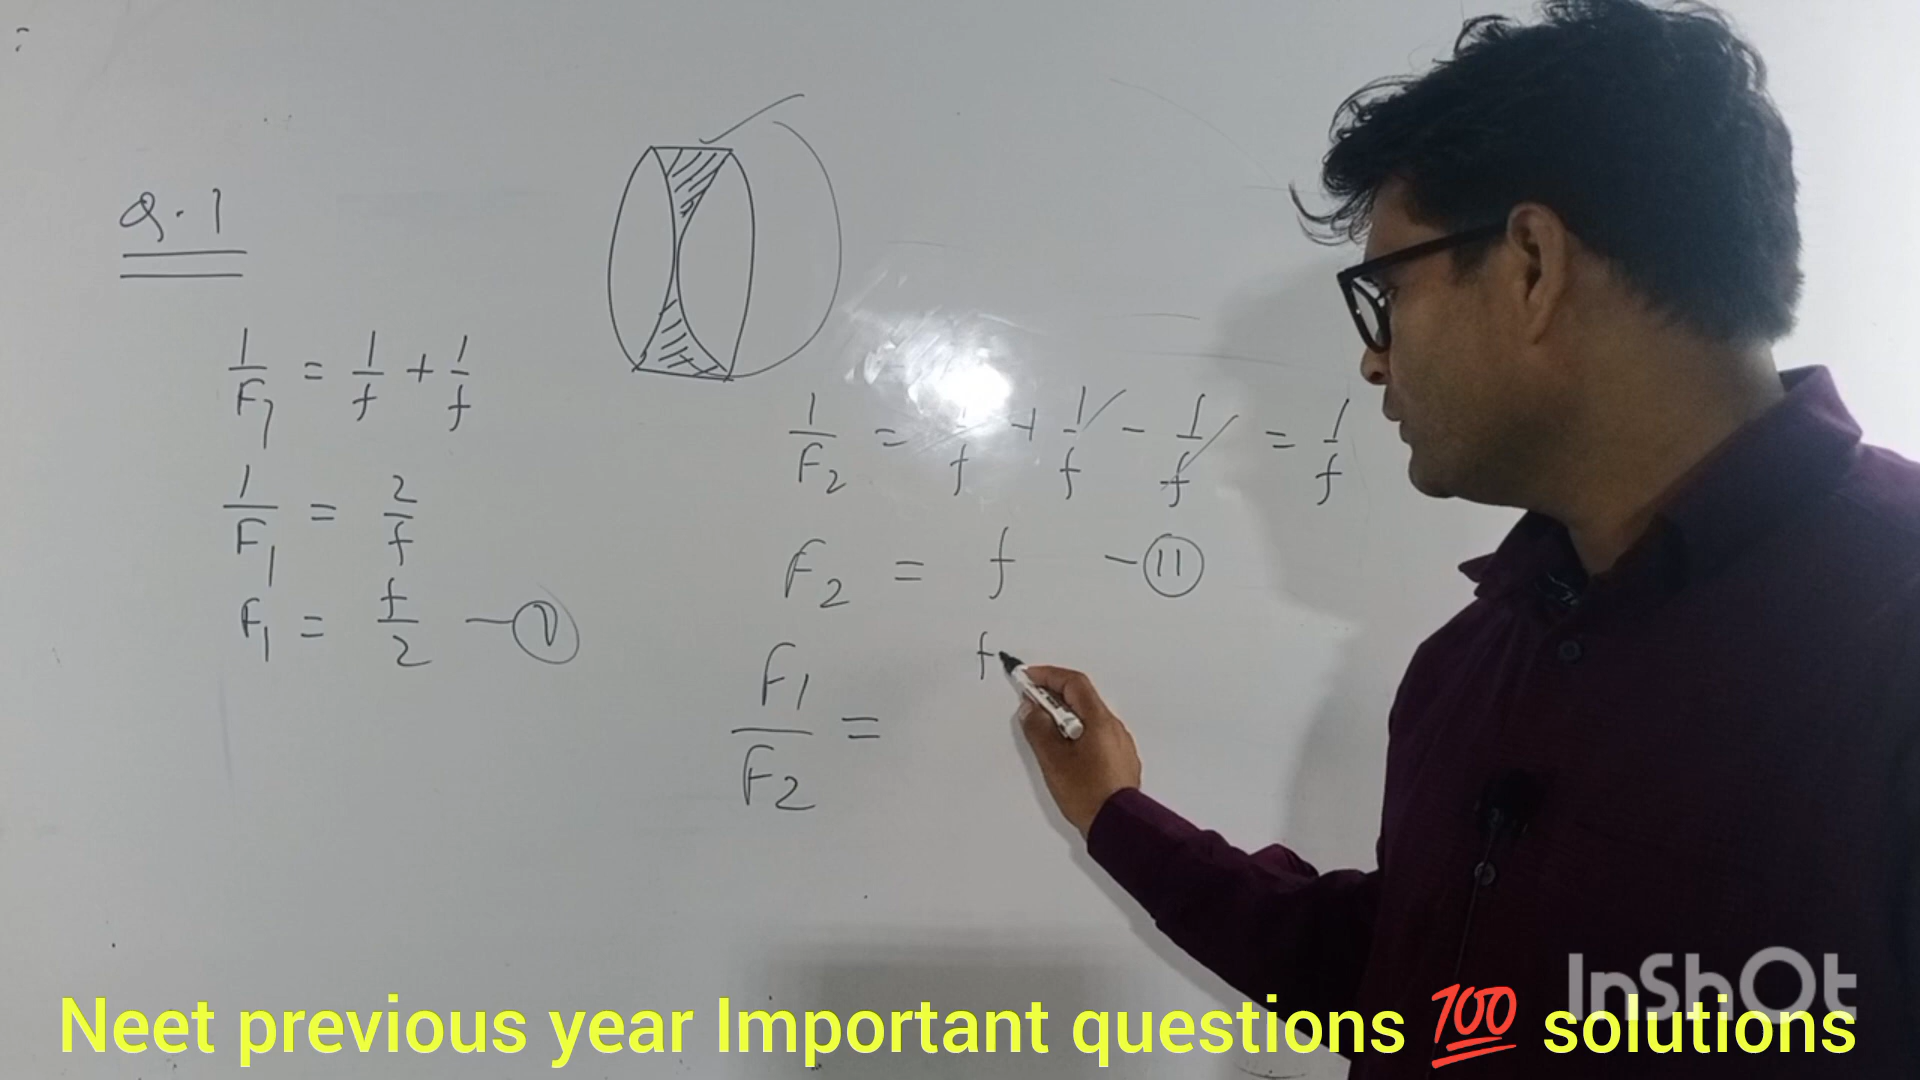 Q.1
1/F1 = 1/f + 1/f
1/F1 = 2/f
F1 = f/2 — (1)
1/F2 = 1/f + 1/f - 1/f = 1/f
F2 = f — (11)
F1/F2 =
f
InShOt
Neet previous year Important questions 💯 solutions